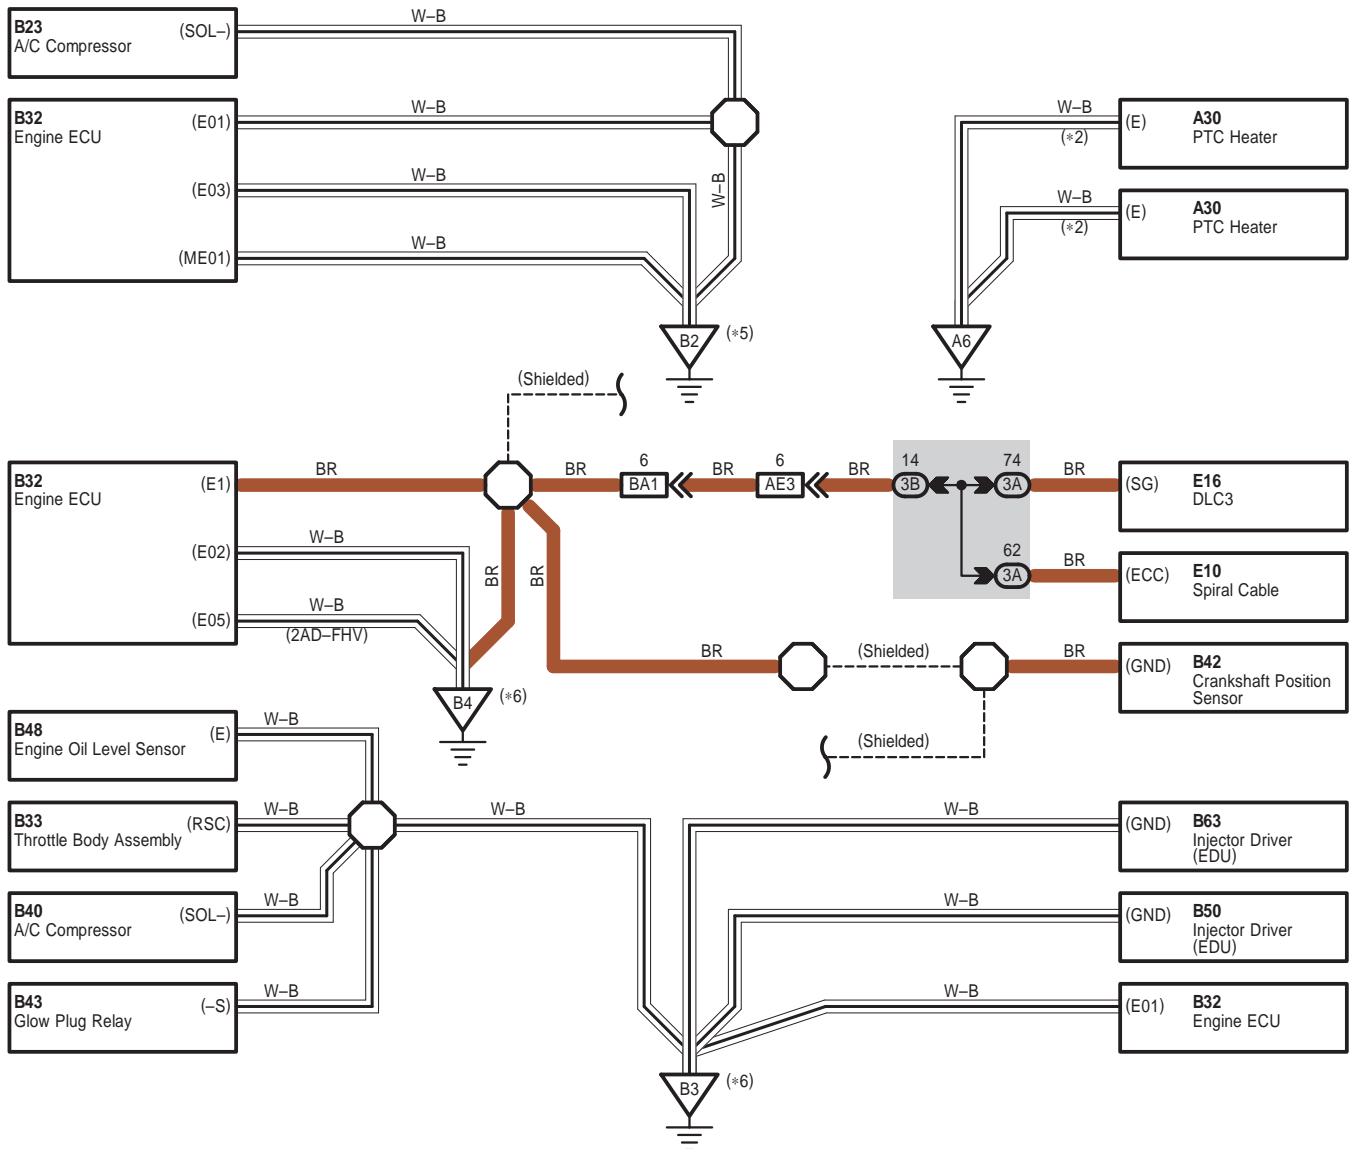 W–B
B23
(SOL–)
A/C Compressor
B32
W–B
(E01)
Engine ECU
W–B
(E03)
W–B
W–B
(ME01)
B2
(∗5)
W–B
(E)
A30
(∗2)
PTC Heater
W–B
(E)
A30
(∗2)
PTC Heater
A6
(Shielded)
B32
(E1)
BR
Engine ECU
BR
6
BA1
BR
6
AE3
BR
14
3B
74
3A
BR
(SG)
E16
DLC3
62
3A
BR
(ECC)
E10
Spiral Cable
W–B
(E02)
BR
BR
W–B
(E05)
(2AD–FHV)
B4
(∗6)
BR
(Shielded)
BR
(GND)
B42
Crankshaft Position
Sensor
(Shielded)
B48
W–B
(E)
Engine Oil Level Sensor
B33
W–B
(RSC)
Throttle Body Assembly
W–B
W–B
(GND)
B63
Injector Driver
(EDU)
B40
W–B
(SOL–)
A/C Compressor
W–B
(GND)
B50
Injector Driver
(EDU)
B43
W–B
(–S)
Glow Plug Relay
W–B
(E01)
B32
Engine ECU
B3
(∗6)